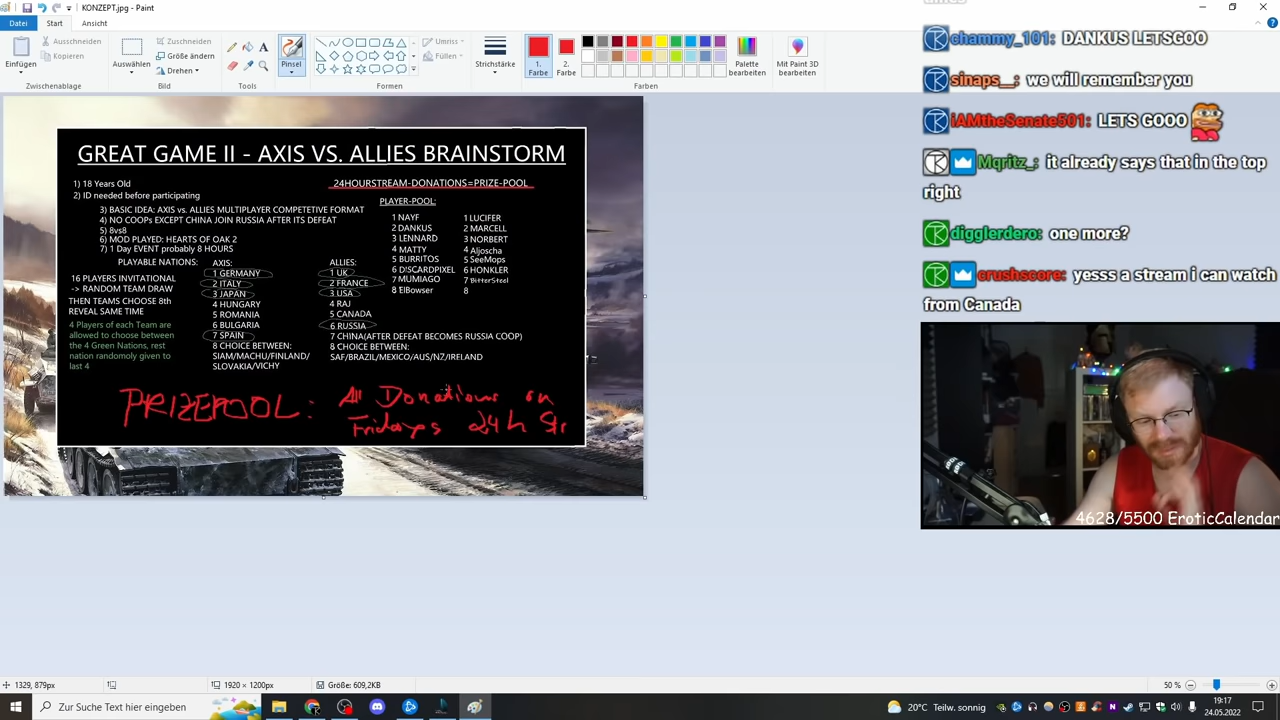 KONZEPT.jpg - Paint
Datei
Start
Ansicht
Einfügen
Ausschneiden
Kopieren
Zwischenablage
Auswählen
Zuschneiden
Größe ändern
Drehen
Bild
Tools
Pinsel
Formen
Umriss
Füllen
Strichstärke
1. Farbe
2. Farbe
Palette bearbeiten
Farben
Mit Paint 3D bearbeiten
GREAT GAME II - AXIS VS. ALLIES BRAINSTORM
1) 18 Years Old
2) ID needed before participating
3) BASIC IDEA: AXIS vs. ALLIES MULTIPLAYER COMPETETIVE FORMAT
4) NO COOPs EXCEPT CHINA JOIN RUSSIA AFTER ITS DEFEAT
5) 8vs8
6) MOD PLAYED: HEARTS OF OAK 2
7) 1 Day EVENT probably 8 HOURS
24HOURSTREAM-DONATIONS=PRIZE-POOL
PLAYER-POOL:
1 NAYF
2 DANKUS
3 LENNARD
4 MATTY
5 BURRITOS
6 D!SCARDPIXEL
7 MUMIAGO
8 ElBowser
1 LUCIFER
2 MARCELL
3 NORBERT
4 Aljoscha
5 SeeMops
6 HONKLER
7 BitterSteel
8
PLAYABLE NATIONS:
16 PLAYERS INVITATIONAL
-> RANDOM TEAM DRAW
THEN TEAMS CHOOSE 8th
REVEAL SAME TIME
4 Players of each Team are
allowed to choose between
the 4 Green Nations, rest
nation randomoly given to
last 4
AXIS:
1 GERMANY
2 ITALY
3 JAPAN
4 HUNGARY
5 ROMANIA
6 BULGARIA
7 SPAIN
8 CHOICE BETWEEN:
SIAM/MACHU/FINLAND/
SLOVAKIA/VICHY
ALLIES:
1 UK
2 FRANCE
3 USA
4 RAJ
5 CANADA
6 RUSSIA
7 CHINA(AFTER DEFEAT BECOMES RUSSIA COOP)
8 CHOICE BETWEEN:
SAF/BRAZIL/MEXICO/AUS/NZ/IRELAND
PRIZEPOOL: All Donations on
Fridays 24h Str
chammy_101: DANKUS LETSGOO
sinaps__: we will remember you
iAMtheSenate501: LETS GOOO
Mqritz_: it already says that in the top
right
digglerdero: one more?
crushscore: yesss a stream i can watch
from Canada
4628/5500 EroticCalendar
1329, 879px
1920 × 1200px
Größe: 609,2KB
50 %
Zur Suche Text hier eingeben
20°C Teilw. sonnig
19:17
24.05.2022